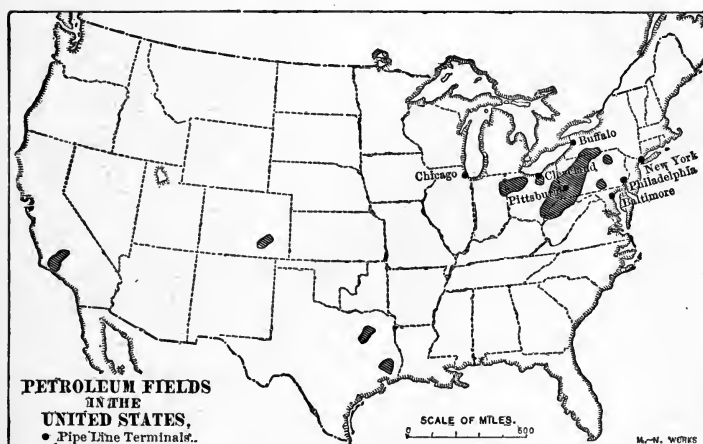 Buffalo
Chicago
Cleveland
New York
Pittsburg
Philadelphia
Baltimore
PETROLEUM FIELDS
IN THE
UNITED STATES,
Pipe Line Terminals.
SCALE OF MILES.
0
500
M.-N. WORKS